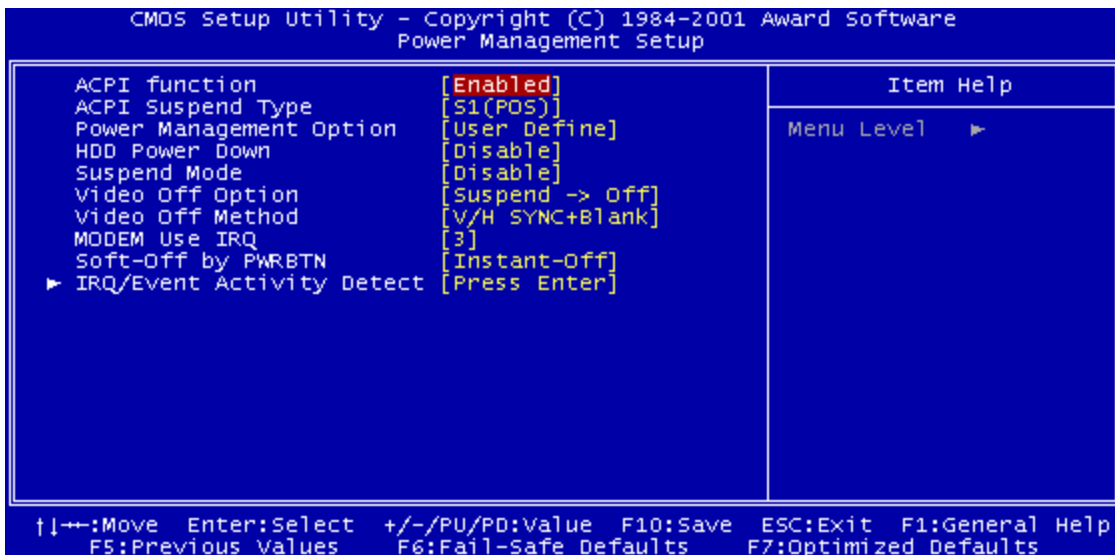 CMOS Setup Utility – Copyright (C) 1984–2001 Award Software
Power Management Setup
ACPI function [Enabled]
ACPI Suspend Type [S1(POS)]
Power Management Option [User Define]
HDD Power Down [Disable]
Suspend Mode [Disable]
Video Off Option [Suspend -> Off]
Video Off Method [V/H SYNC+Blank]
MODEM Use IRQ [3]
Soft-Off by PWRBTN [Instant-Off]
► IRQ/Event Activity Detect [Press Enter]
Item Help
Menu Level ►
↑↓→←:Move Enter:Select +/-/PU/PD:Value F10:Save ESC:Exit F1:General Help
F5:Previous Values F6:Fail-Safe Defaults F7:Optimized Defaults